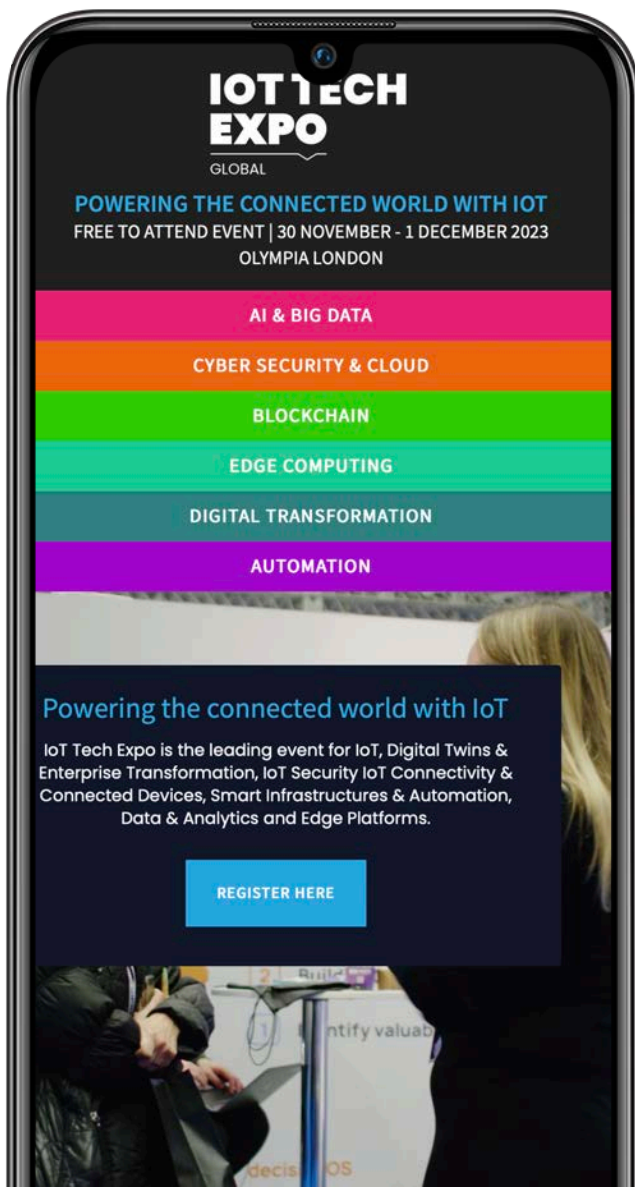 IOT TECH
EXPO
GLOBAL
POWERING THE CONNECTED WORLD WITH IOT
FREE TO ATTEND EVENT | 30 NOVEMBER - 1 DECEMBER 2023
OLYMPIA LONDON
AI & BIG DATA
CYBER SECURITY & CLOUD
BLOCKCHAIN
EDGE COMPUTING
DIGITAL TRANSFORMATION
AUTOMATION
Powering the connected world with IoT
IoT Tech Expo is the leading event for IoT, Digital Twins &
Enterprise Transformation, IoT Security IoT Connectivity &
Connected Devices, Smart Infrastructures & Automation,
Data & Analytics and Edge Platforms.
REGISTER HERE
2 Build
1